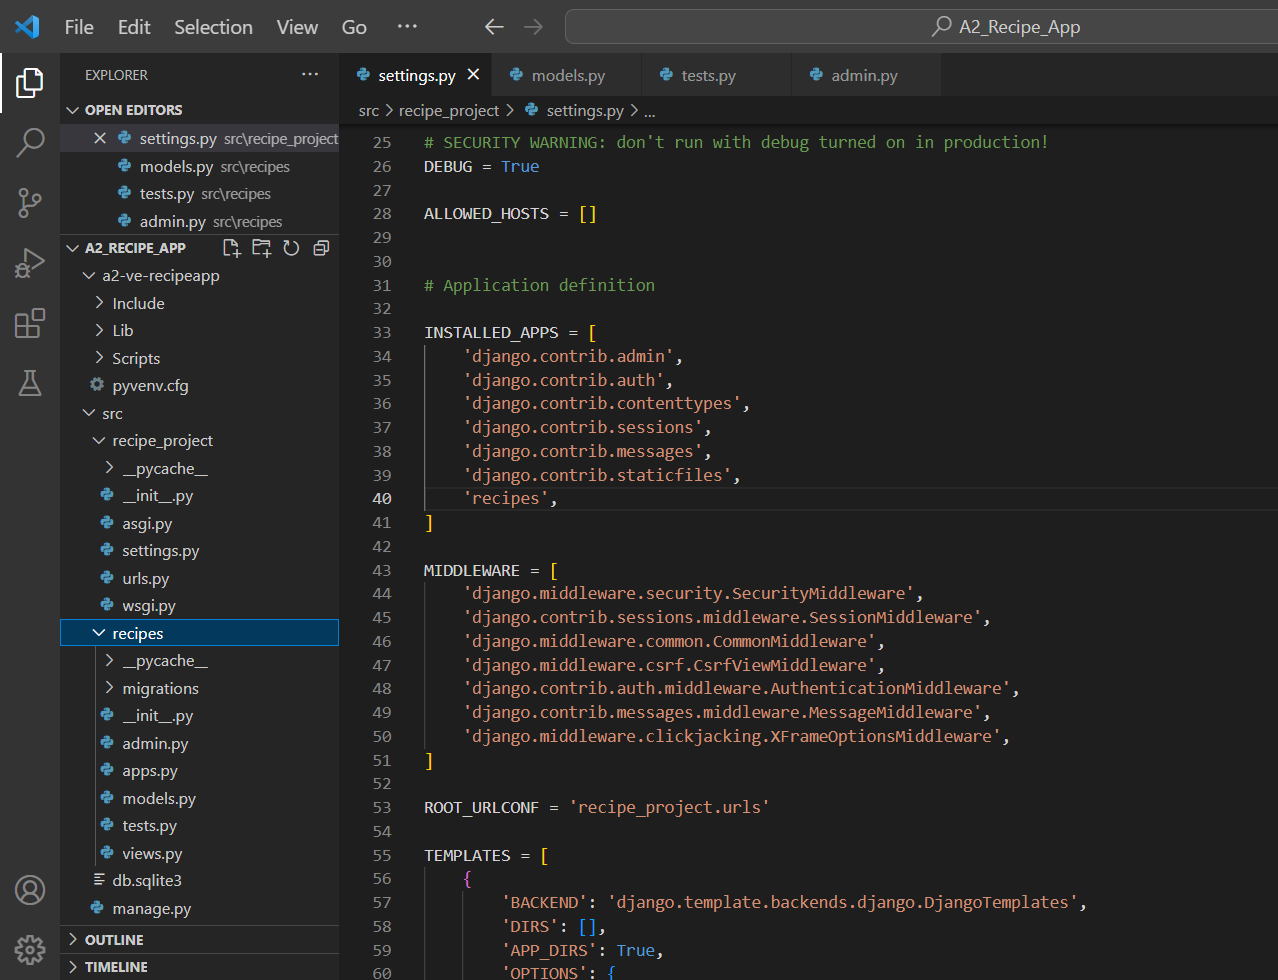 File Edit Selection View Go ···
A2_Recipe_App
EXPLORER ···
OPEN EDITORS
settings.py src\recipe_project
models.py src\recipes
tests.py src\recipes
admin.py src\recipes
A2_RECIPE_APP
a2-ve-recipeapp
Include
Lib
Scripts
pyvenv.cfg
src
recipe_project
__pycache__
__init__.py
asgi.py
settings.py
urls.py
wsgi.py
recipes
__pycache__
migrations
__init__.py
admin.py
apps.py
models.py
tests.py
views.py
db.sqlite3
manage.py
OUTLINE
TIMELINE
settings.py models.py tests.py admin.py
src > recipe_project > settings.py > ...
25 # SECURITY WARNING: don't run with debug turned on in production!
26 DEBUG = True
27
28 ALLOWED_HOSTS = []
29
30
31 # Application definition
32
33 INSTALLED_APPS = [
34 'django.contrib.admin',
35 'django.contrib.auth',
36 'django.contrib.contenttypes',
37 'django.contrib.sessions',
38 'django.contrib.messages',
39 'django.contrib.staticfiles',
40 'recipes',
41 ]
42
43 MIDDLEWARE = [
44 'django.middleware.security.SecurityMiddleware',
45 'django.contrib.sessions.middleware.SessionMiddleware',
46 'django.middleware.common.CommonMiddleware',
47 'django.middleware.csrf.CsrfViewMiddleware',
48 'django.contrib.auth.middleware.AuthenticationMiddleware',
49 'django.contrib.messages.middleware.MessageMiddleware',
50 'django.middleware.clickjacking.XFrameOptionsMiddleware',
51 ]
52
53 ROOT_URLCONF = 'recipe_project.urls'
54
55 TEMPLATES = [
56 {
57 'BACKEND': 'django.template.backends.django.DjangoTemplates',
58 'DIRS': [],
59 'APP_DIRS': True,
60 'OPTIONS': {